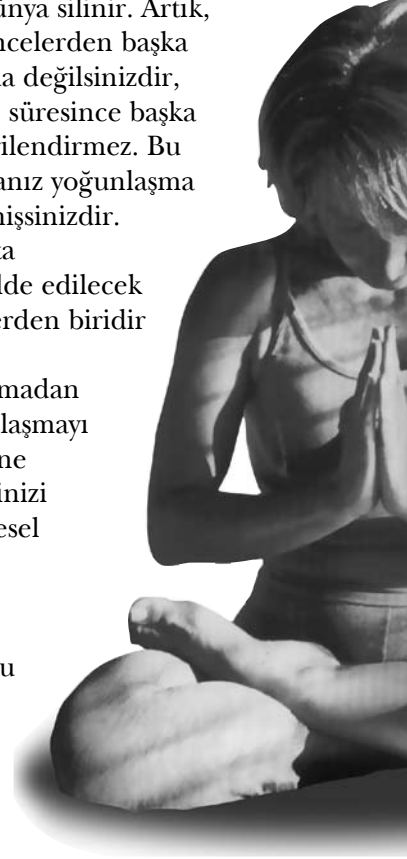 ünya silinir. Artık,
ncelerden başka
a değilsinizdir,
süresince başka
ilendirmez. Bu
anız yoğunlaşma
nişsinizdir.
a
lde edilecek
erden biridir
madan
laşmayı
ne
inizi
esel
u